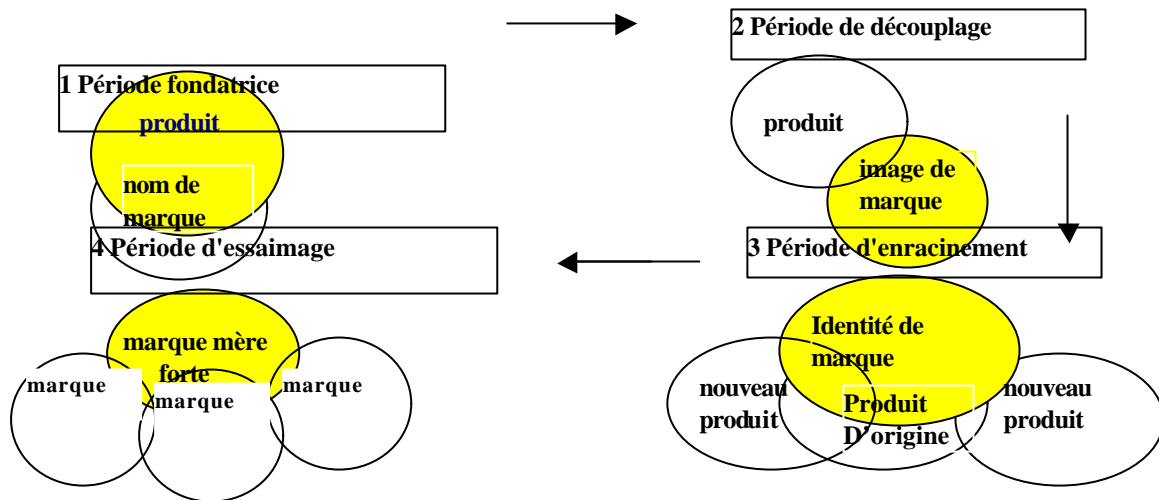 1 Période fondatrice
produit
nom de
marque
2 Période de découplage
produit
image de
marque
3 Période d'enracinement
Identité de
marque
nouveau
produit
Produit
D'origine
nouveau
produit
4 Période d'essaimage
marque mère
forte
marque
marque
marque